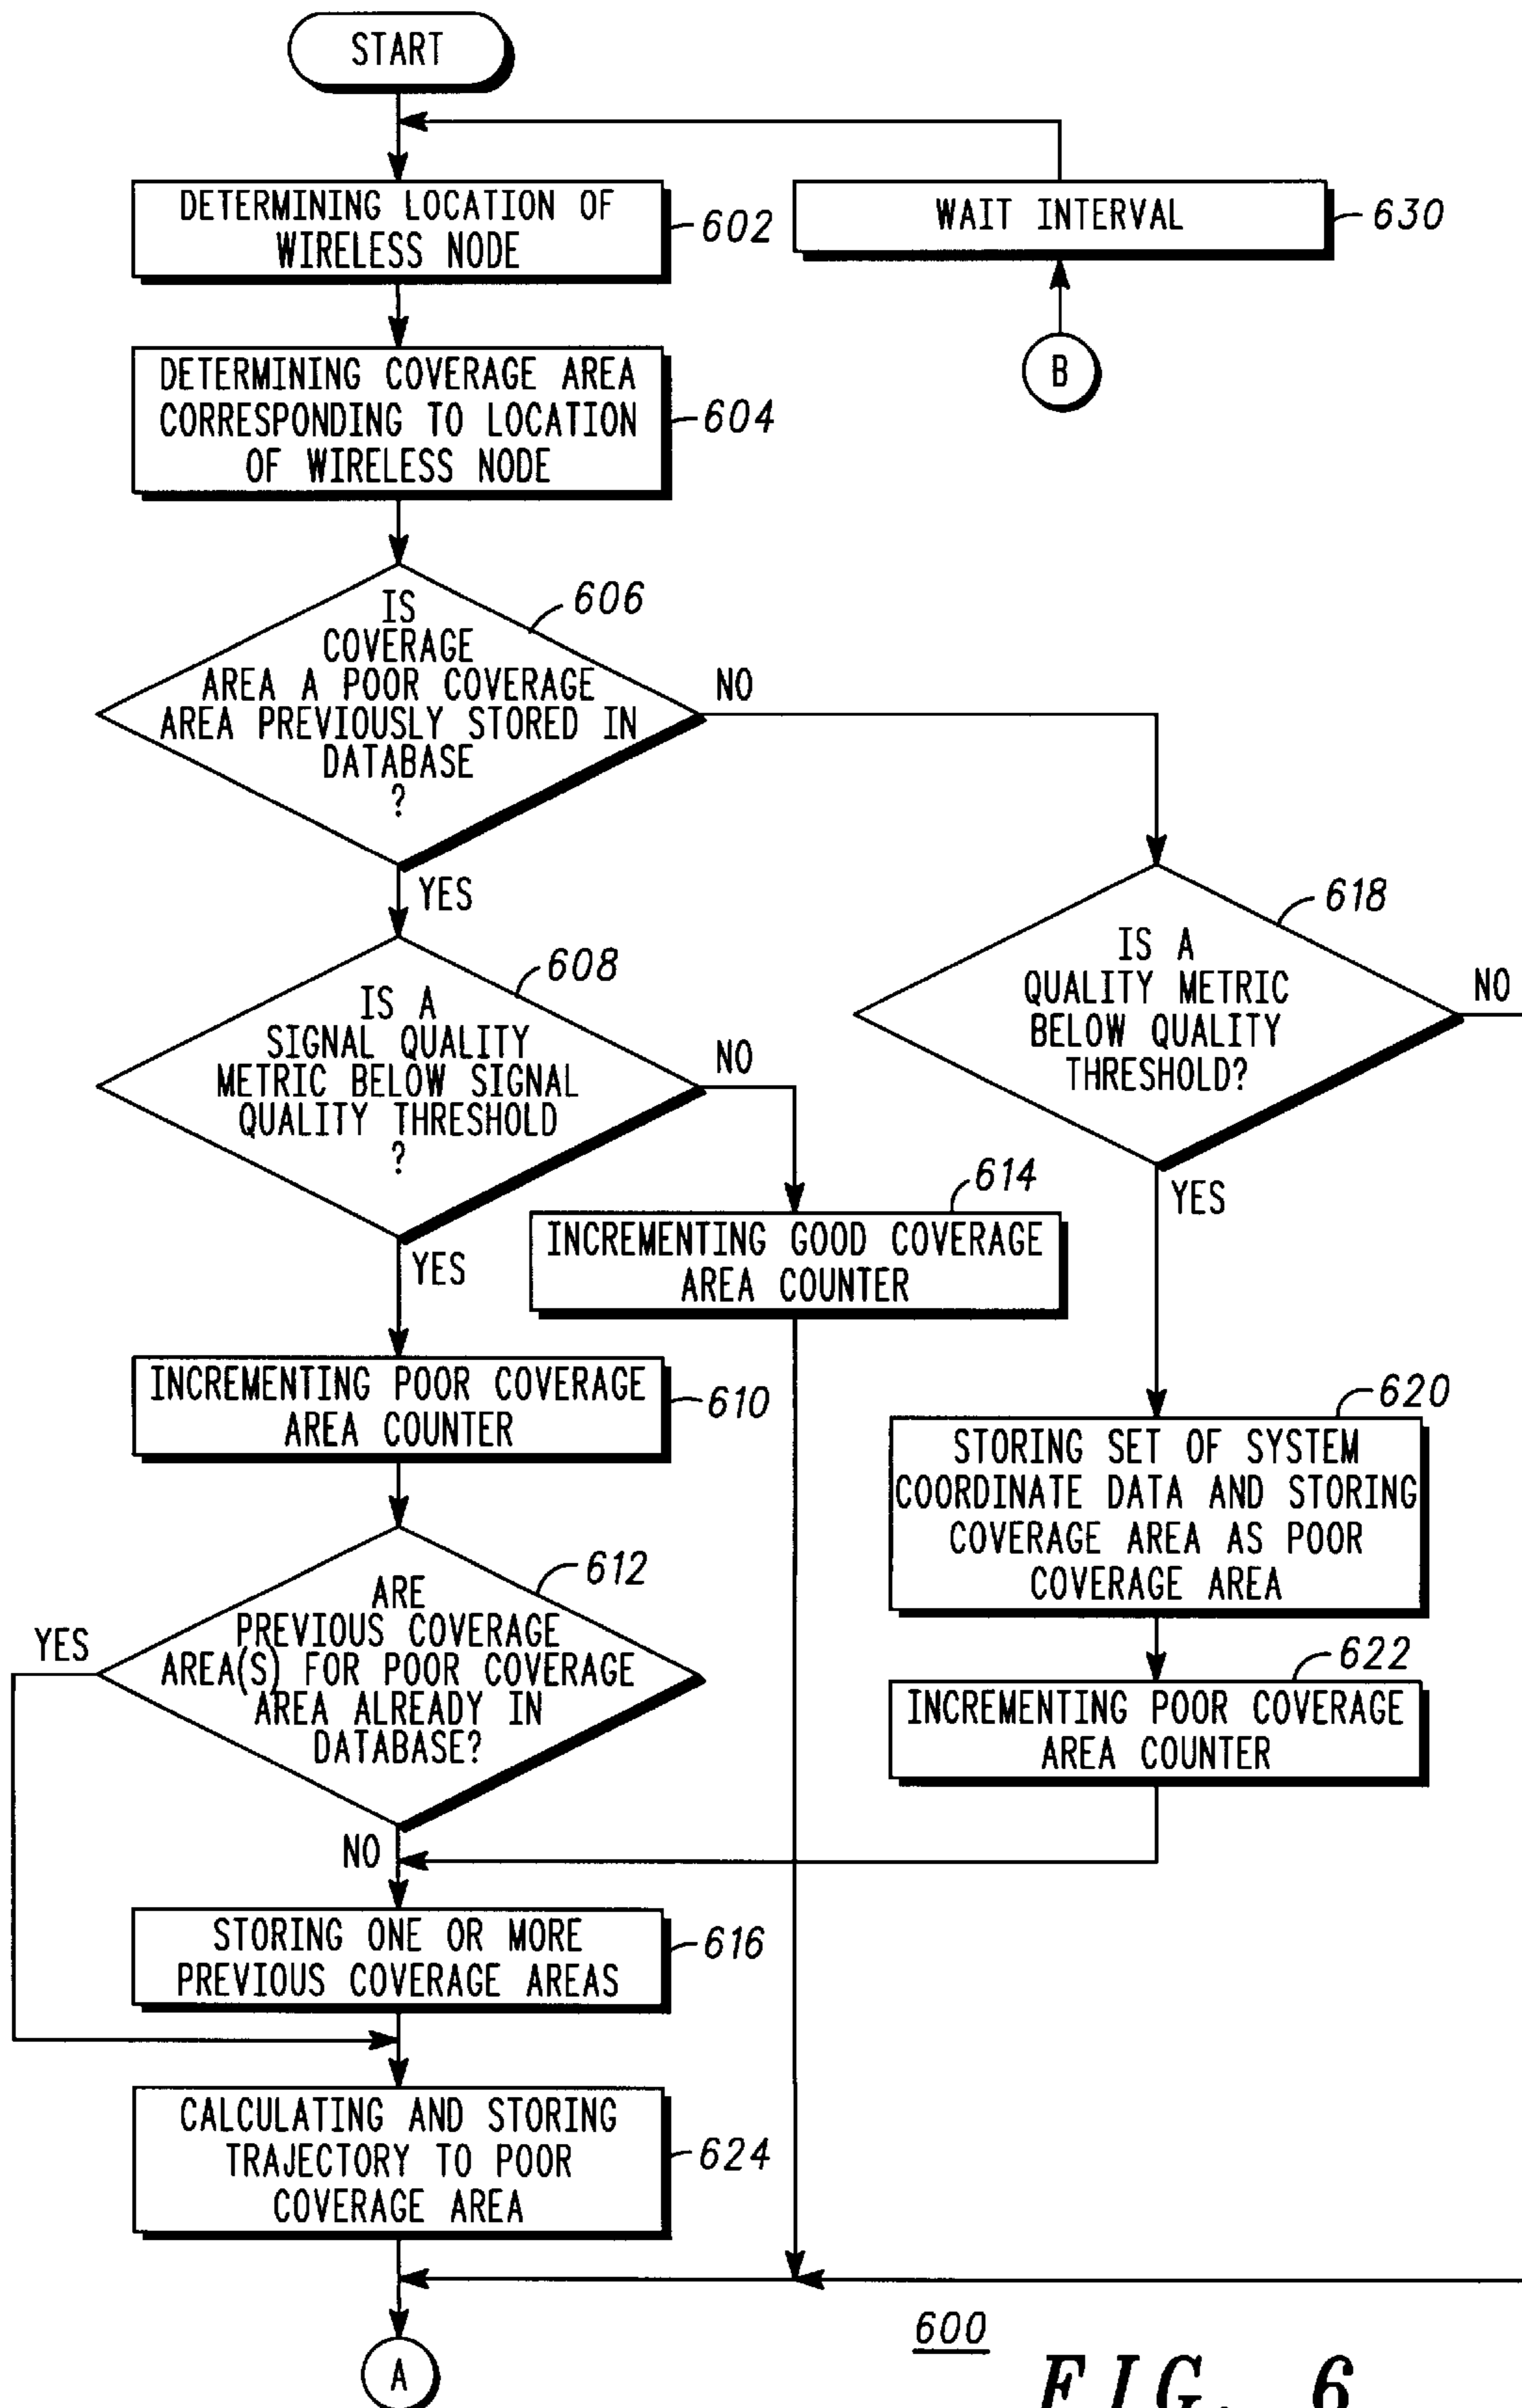 START
DETERMINING LOCATION OF
WIRELESS NODE
602
WAIT INTERVAL
630
B
DETERMINING COVERAGE AREA
CORRESPONDING TO LOCATION
OF WIRELESS NODE
604
IS
COVERAGE
AREA A POOR COVERAGE
AREA PREVIOUSLY STORED IN
DATABASE
?
606
NO
YES
IS A
SIGNAL QUALITY
METRIC BELOW SIGNAL
QUALITY THRESHOLD
?
608
NO
YES
IS A
QUALITY METRIC
BELOW QUALITY
THRESHOLD?
618
NO
YES
INCREMENTING GOOD COVERAGE
AREA COUNTER
614
INCREMENTING POOR COVERAGE
AREA COUNTER
610
STORING SET OF SYSTEM
COORDINATE DATA AND STORING
COVERAGE AREA AS POOR
COVERAGE AREA
620
ARE
PREVIOUS COVERAGE
AREA(S) FOR POOR COVERAGE
AREA ALREADY IN
DATABASE?
612
YES
NO
INCREMENTING POOR COVERAGE
AREA COUNTER
622
STORING ONE OR MORE
PREVIOUS COVERAGE AREAS
616
CALCULATING AND STORING
TRAJECTORY TO POOR
COVERAGE AREA
624
A
600
FIG. 6